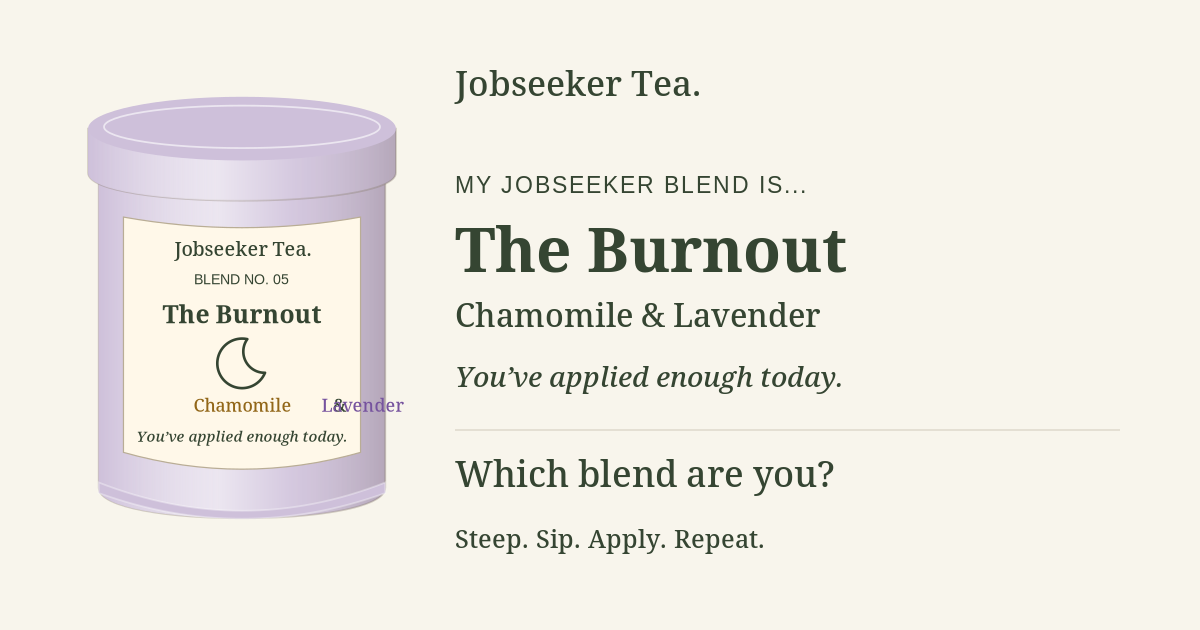 Jobseeker Tea.
BLEND NO. 05
The Burnout
Chamomile & Lavender
You’ve applied enough today.
Jobseeker Tea.
MY JOBSEEKER BLEND IS...
The Burnout
Chamomile & Lavender
You’ve applied enough today.
Which blend are you?
Steep. Sip. Apply. Repeat.